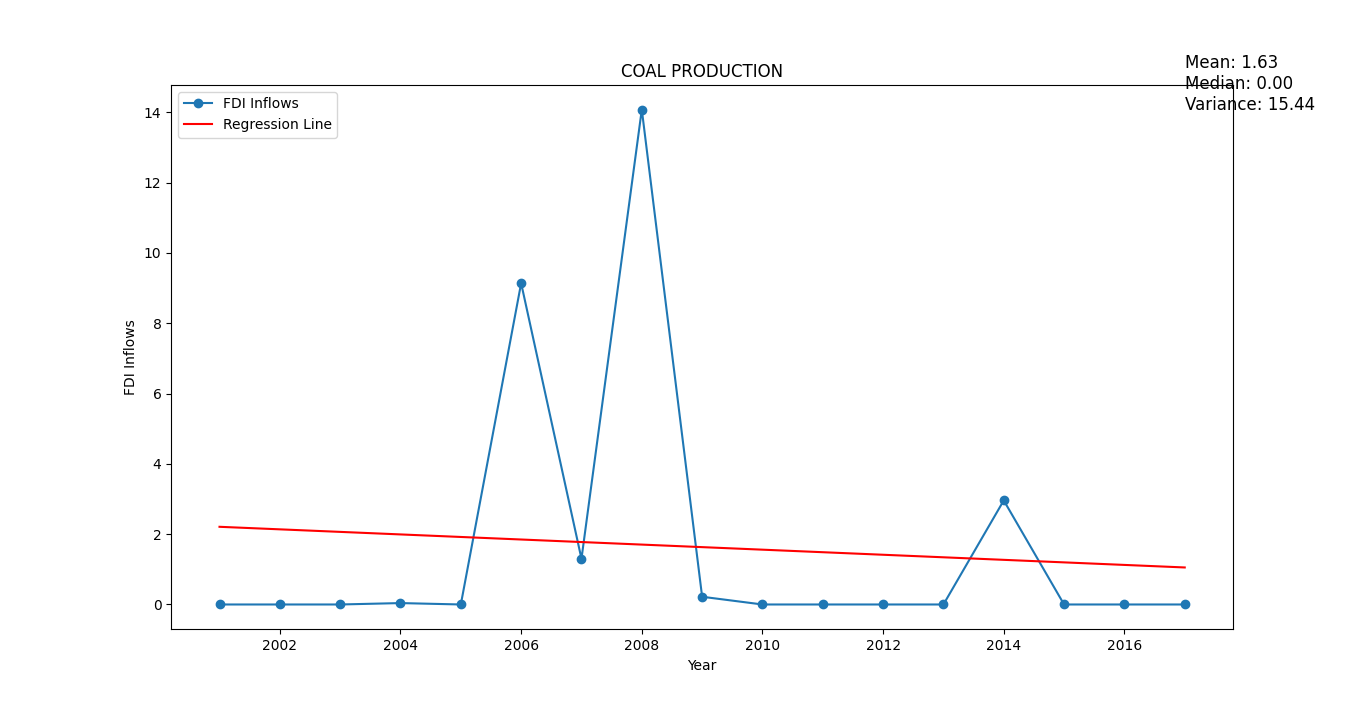 COAL PRODUCTION
Mean: 1.63
Median: 0.00
Variance: 15.44
FDI Inflows
Regression Line
FDI Inflows
14
12
10
8
6
4
2
0
2002 2004 2006 2008 2010 2012 2014 2016
Year